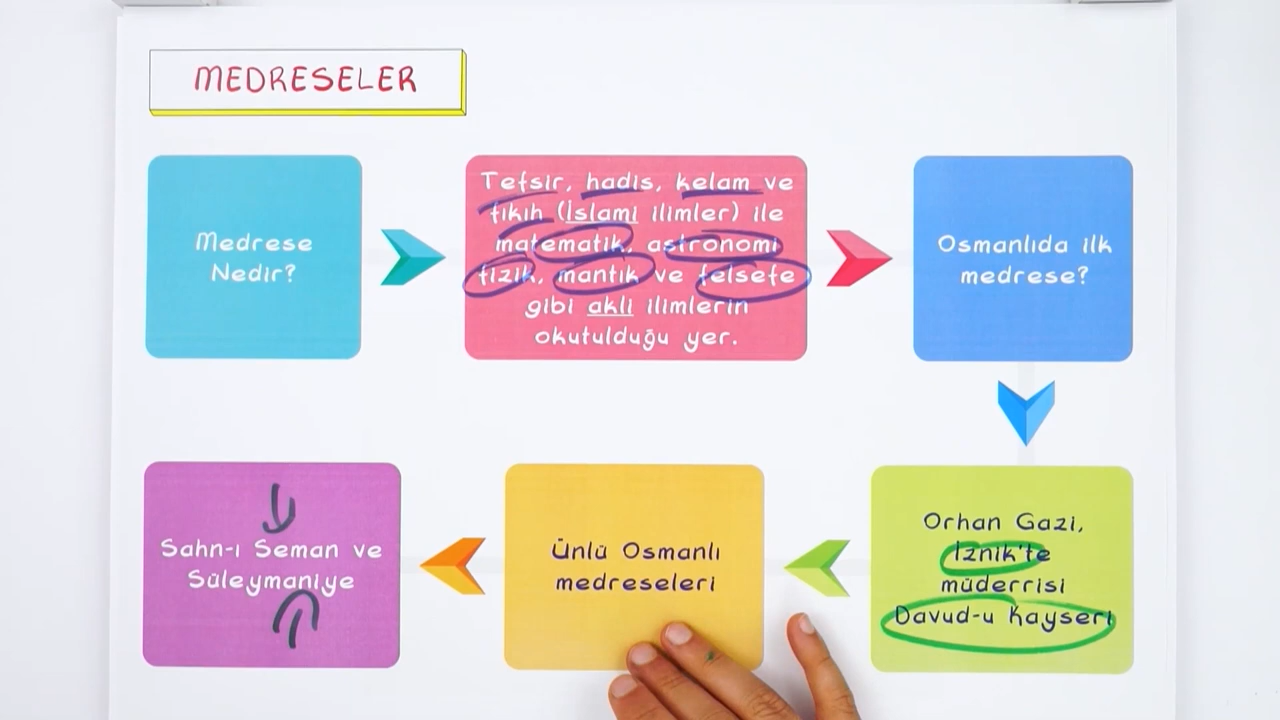 MEDRESELER
Medrese
Nedir?
Tefsir, hadis, kelam ve
fıkıh (İslami ilimler) ile
matematik, astronomi
fizik, mantık ve felsefe
gibi akli ilimlerin
okutulduğu yer.
Osmanlıda ilk
medrese?
Orhan Gazi,
İznik'te
müderrisi
Davud-u Kayseri
Ünlü Osmanlı
medreseleri
Sahn-ı Seman ve
Süleymaniye